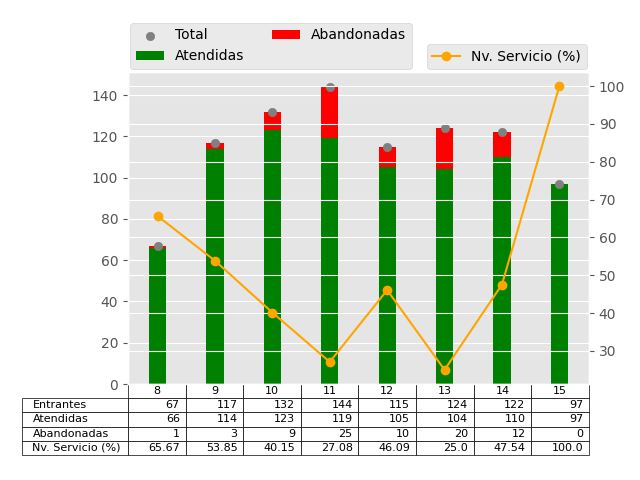 Total
Abandonadas
Atendidas
Nv. Servicio (%)
140
120
100
80
60
40
20
0
100
90
80
70
60
50
40
30
8 9 10 11 12 13 14 15
Entrantes 67 117 132 144 115 124 122 97
Atendidas 66 114 123 119 105 104 110 97
Abandonadas 1 3 9 25 10 20 12 0
Nv. Servicio (%) 65.67 53.85 40.15 27.08 46.09 25.0 47.54 100.0